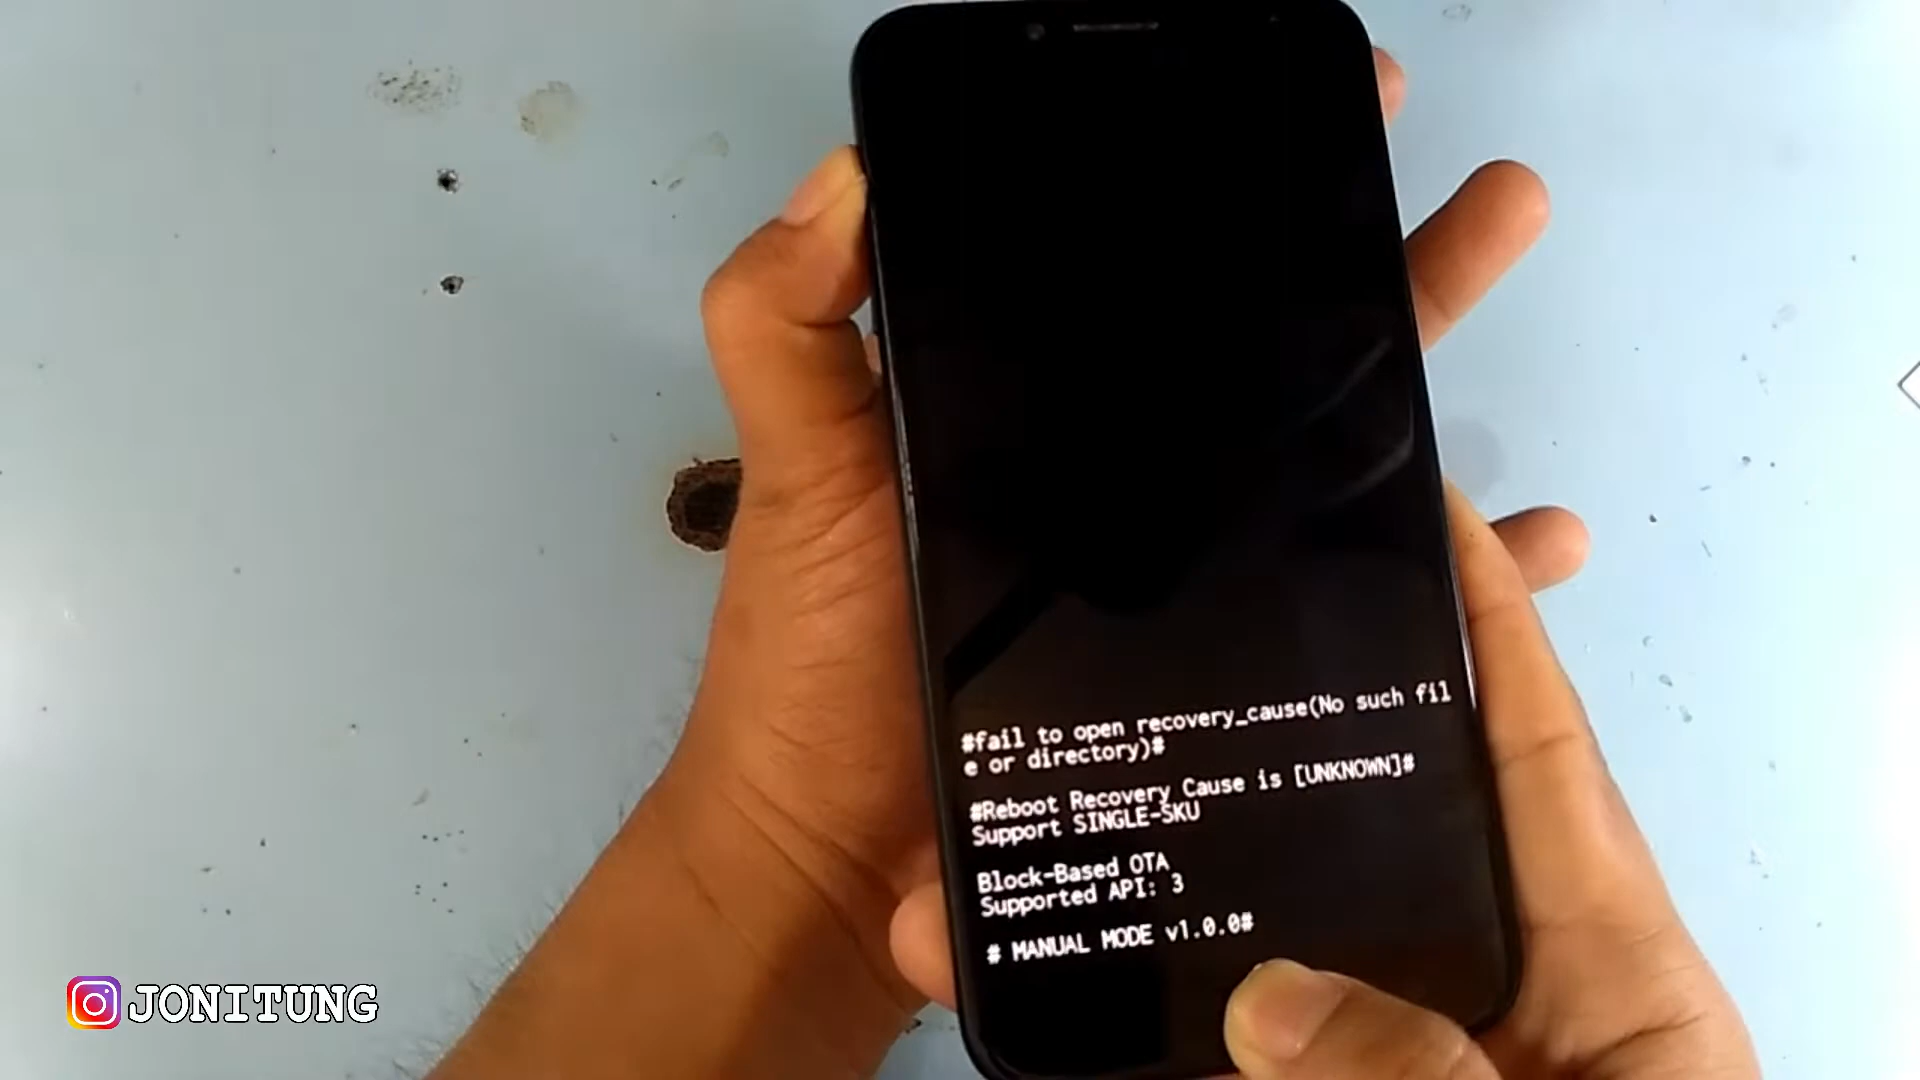 #fail to open recovery_cause(No such fil
e or directory)#
#Reboot Recovery Cause is [UNKNOWN]#
Support SINGLE-SKU
Block-Based OTA
Supported API: 3
# MANUAL MODE v1.0.0#
JONITUNG